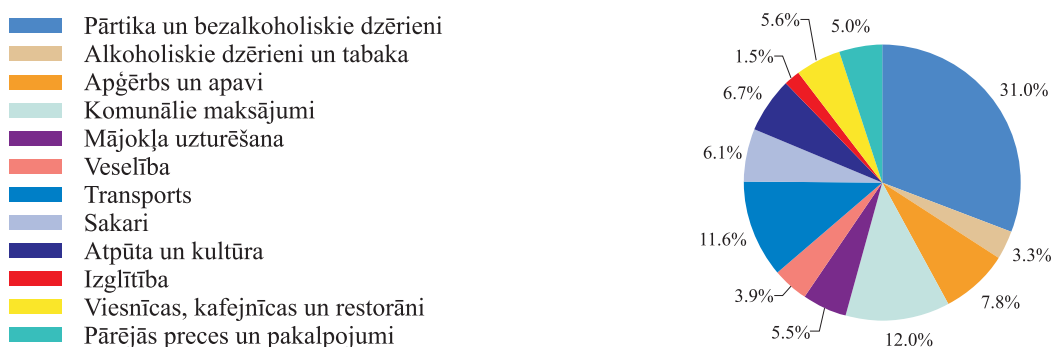 Pārtika un bezalkoholiskie dzērieni
Alkoholiskie dzērieni un tabaka
Apģērbs un apavi
Komunālie maksājumi
Mājokļa uzturēšana
Veselība
Transports
Sakari
Atpūta un kultūra
Izglītība
Viesnīcas, kafejnīcas un restorāni
Pārējās preces un pakalpojumi
31.0%
3.3%
7.8%
12.0%
5.5%
3.9%
11.6%
6.1%
6.7%
1.5%
5.6%
5.0%